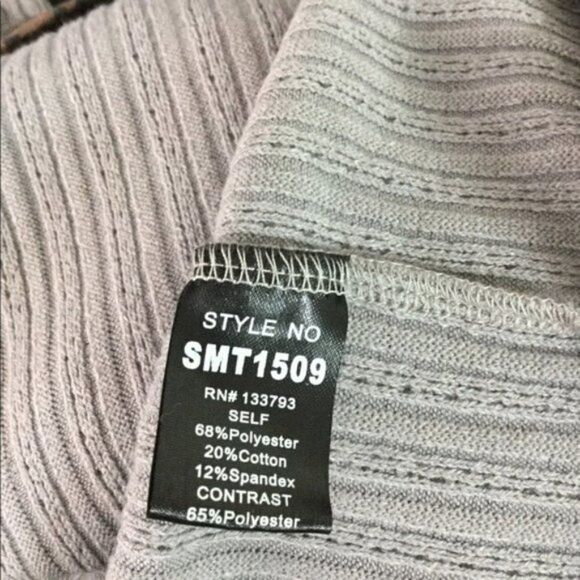 STYLE NO
SMT1509
RN# 133793
SELF
68%Polyester
20%Cotton
12%Spandex
CONTRAST
65%Polyester